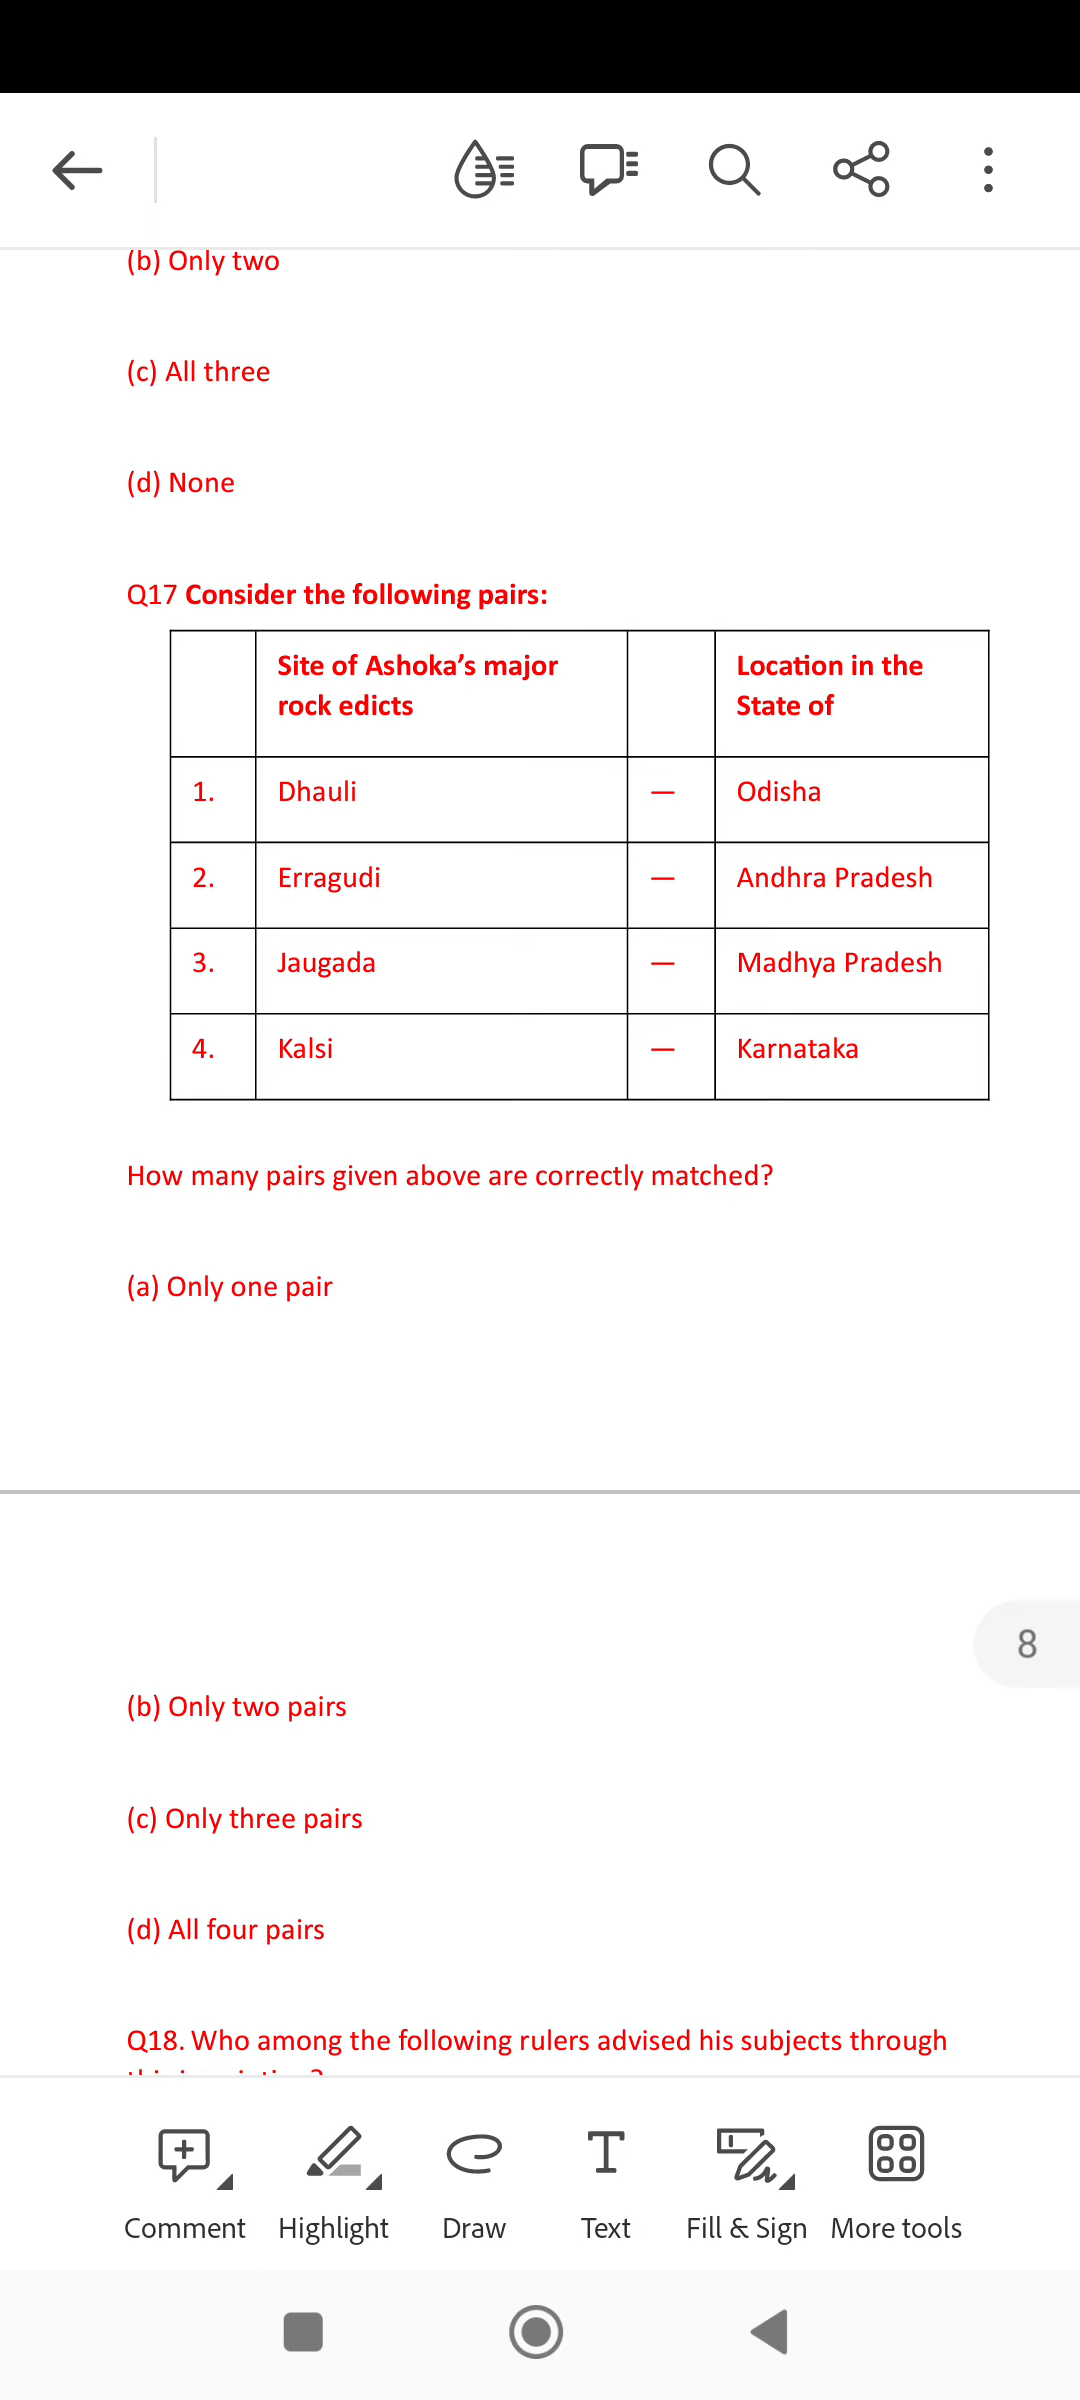 (b) Only two
(c) All three
(d) None
Q17 Consider the following pairs:
Site of Ashoka’s major
rock edicts
Location in the
State of
1. Dhauli — Odisha
2. Erragudi — Andhra Pradesh
3. Jaugada — Madhya Pradesh
4. Kalsi — Karnataka
How many pairs given above are correctly matched?
(a) Only one pair
8
(b) Only two pairs
(c) Only three pairs
(d) All four pairs
Q18. Who among the following rulers advised his subjects through
Comment Highlight Draw Text Fill & Sign More tools